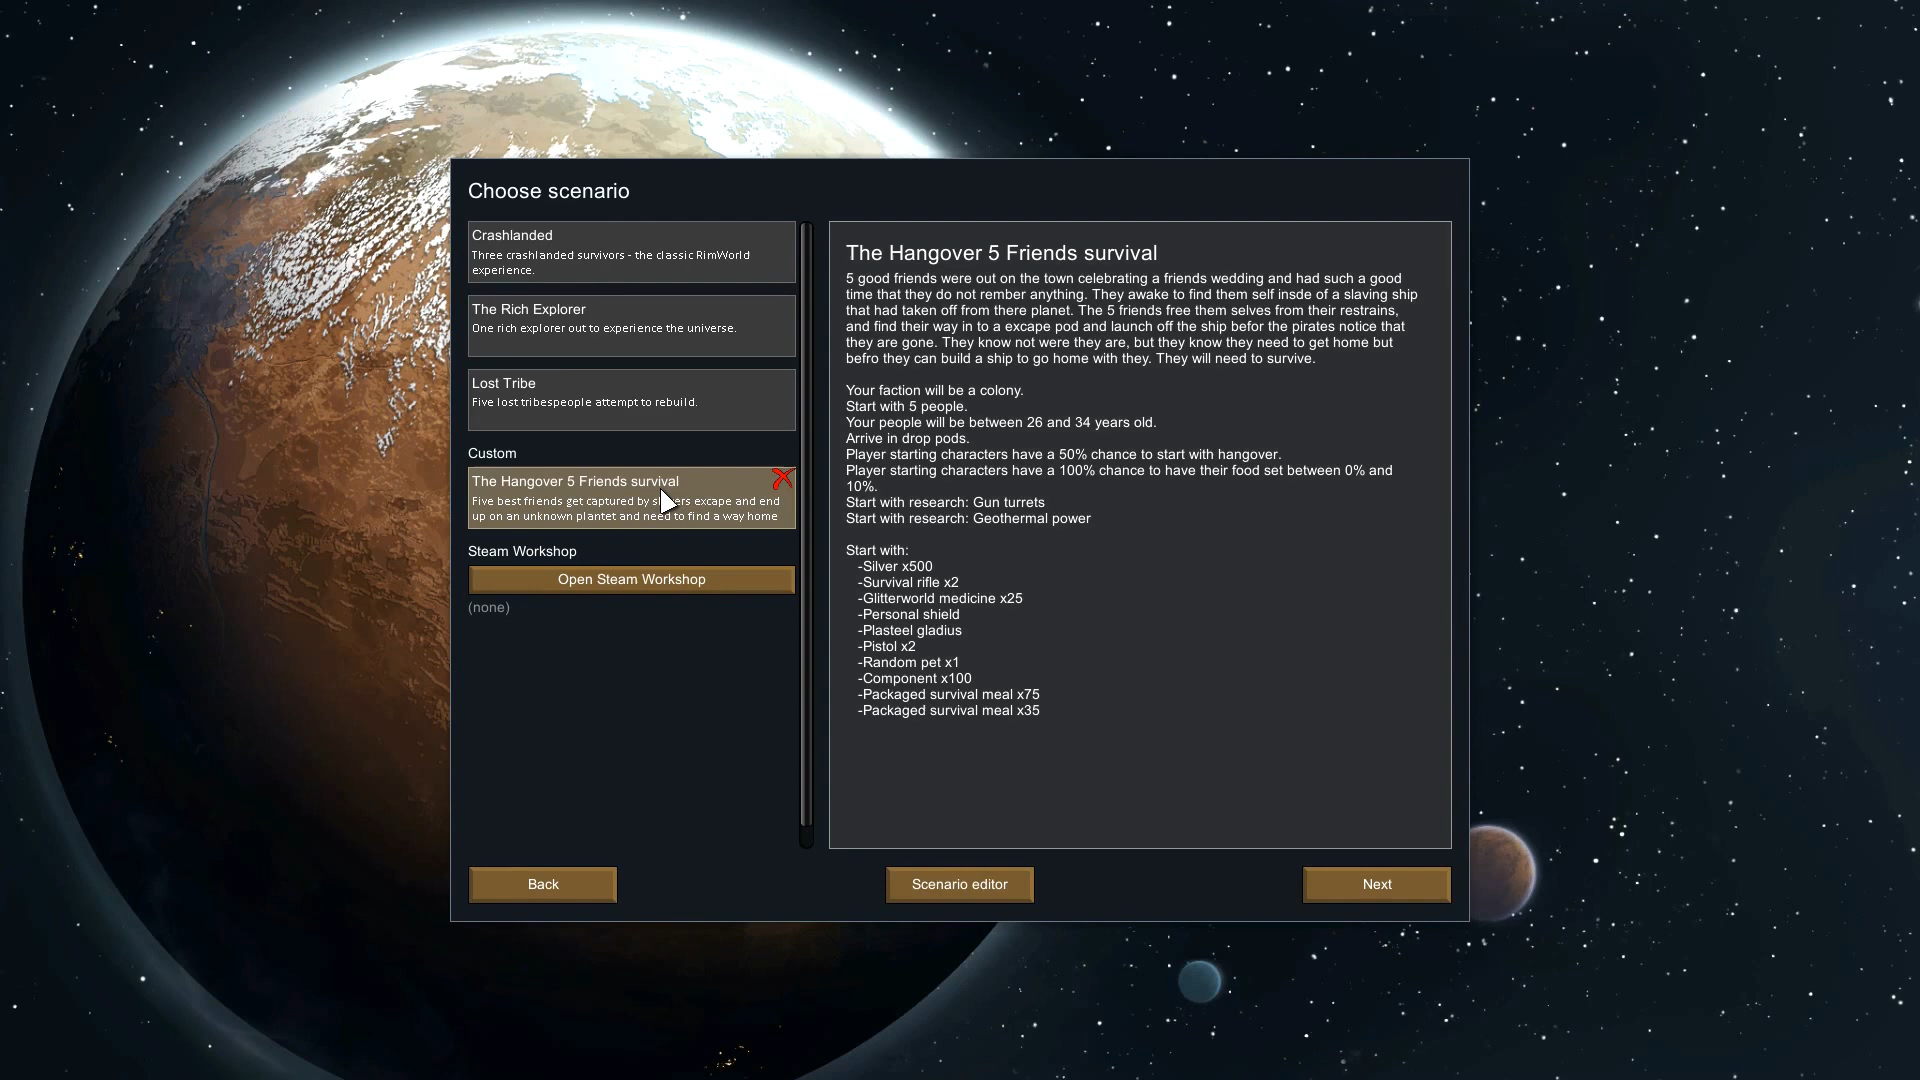 Choose scenario
Crashlanded
Three crashlanded survivors - the classic RimWorld
experience.
The Rich Explorer
One rich explorer out to experience the universe.
Lost Tribe
Five lost tribespeople attempt to rebuild.
Custom
The Hangover 5 Friends survival
Five best friends get captured by excape and end
up on an unknown plantet and need to find a way home
Steam Workshop
Open Steam Workshop
(none)
The Hangover 5 Friends survival
5 good friends were out on the town celebrating a friends wedding and had such a good
time that they do not rember anything. They awake to find them self insde of a slaving ship
that had taken off from there planet. The 5 friends free them selves from their restrains,
and find their way in to a excape pod and launch off the ship befor the pirates notice that
they are gone. They know not were they are, but they know they need to get home but
befro they can build a ship to go home with they. They will need to survive.
Your faction will be a colony.
Start with 5 people.
Your people will be between 26 and 34 years old.
Arrive in drop pods.
Player starting characters have a 50% chance to start with hangover.
Player starting characters have a 100% chance to have their food set between 0% and
10%.
Start with research: Gun turrets
Start with research: Geothermal power
Start with:
-Silver x500
-Survival rifle x2
-Glitterworld medicine x25
-Personal shield
-Plasteel gladius
-Pistol x2
-Random pet x1
-Component x100
-Packaged survival meal x75
-Packaged survival meal x35
Back
Scenario editor
Next